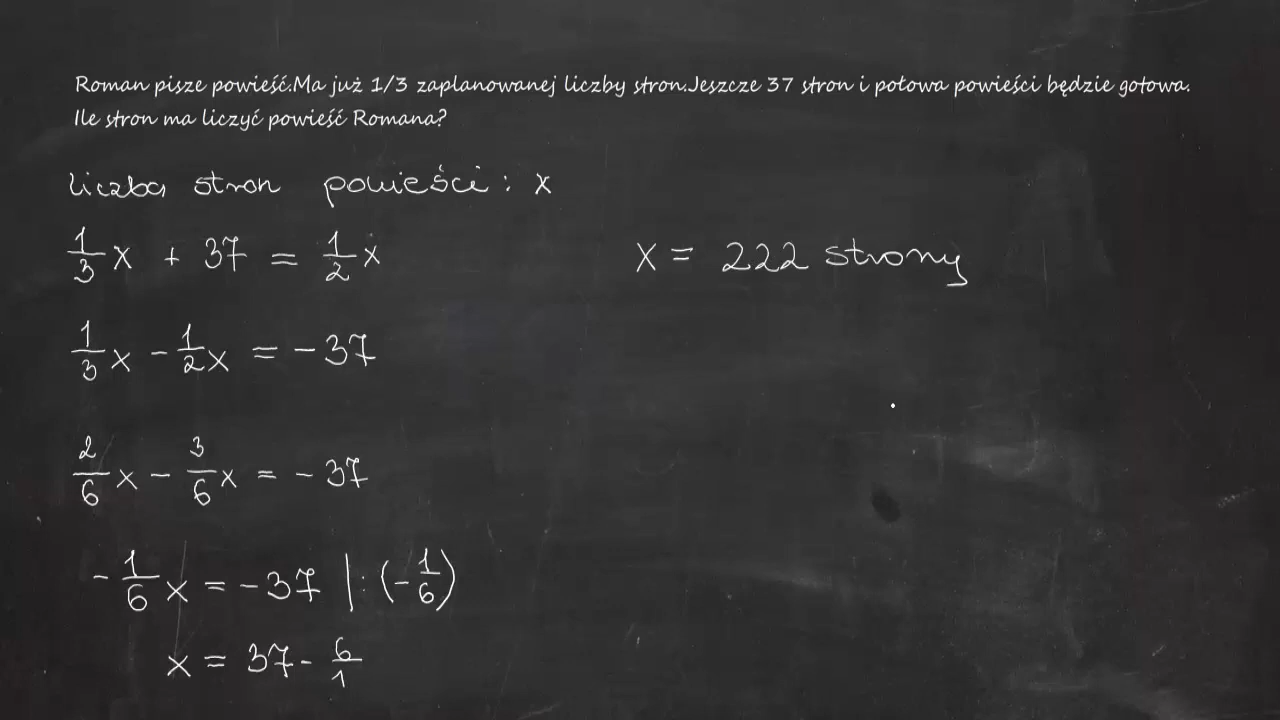 Roman pisze powieść.Ma już 1/3 zaplanowanej liczby stron.Jeszcze 37 stron i połowa powieści będzie gotowa.
Ile stron ma liczyć powieść Romana?
liczba stron powieści : x
1/3 x + 37 = 1/2 x
x = 222 strony
1/3 x - 1/2 x = - 37
2/6 x - 3/6 x = - 37
- 1/6 x = - 37 | : (- 1/6)
x = 37 - 6/1